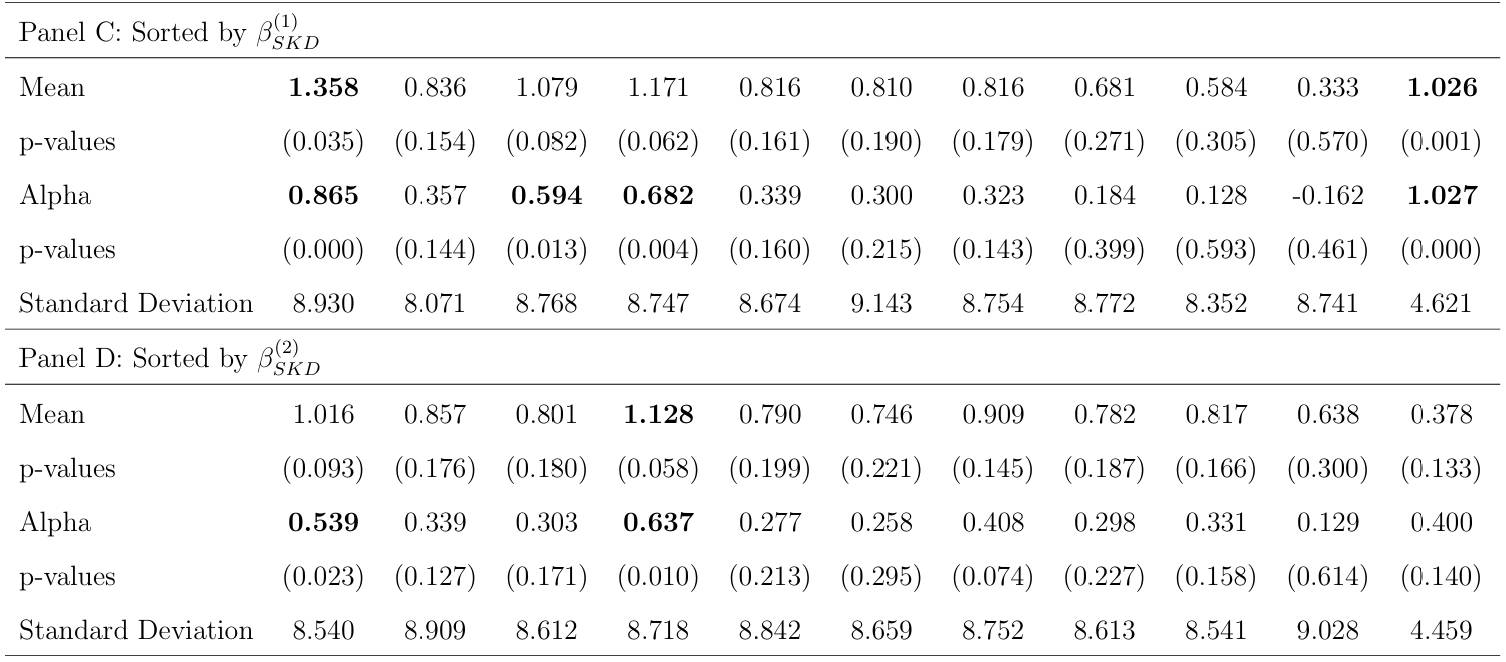 Panel C: Sorted by β_{SKD}^{(1)}
Mean 1.358 0.836 1.079 1.171 0.816 0.810 0.816 0.681 0.584 0.333 1.026
p-values (0.035) (0.154) (0.082) (0.062) (0.161) (0.190) (0.179) (0.271) (0.305) (0.570) (0.001)
Alpha 0.865 0.357 0.594 0.682 0.339 0.300 0.323 0.184 0.128 -0.162 1.027
p-values (0.000) (0.144) (0.013) (0.004) (0.160) (0.215) (0.143) (0.399) (0.593) (0.461) (0.000)
Standard Deviation 8.930 8.071 8.768 8.747 8.674 9.143 8.754 8.772 8.352 8.741 4.621
Panel D: Sorted by β_{SKD}^{(2)}
Mean 1.016 0.857 0.801 1.128 0.790 0.746 0.909 0.782 0.817 0.638 0.378
p-values (0.093) (0.176) (0.180) (0.058) (0.199) (0.221) (0.145) (0.187) (0.166) (0.300) (0.133)
Alpha 0.539 0.339 0.303 0.637 0.277 0.258 0.408 0.298 0.331 0.129 0.400
p-values (0.023) (0.127) (0.171) (0.010) (0.213) (0.295) (0.074) (0.227) (0.158) (0.614) (0.140)
Standard Deviation 8.540 8.909 8.612 8.718 8.842 8.659 8.752 8.613 8.541 9.028 4.459